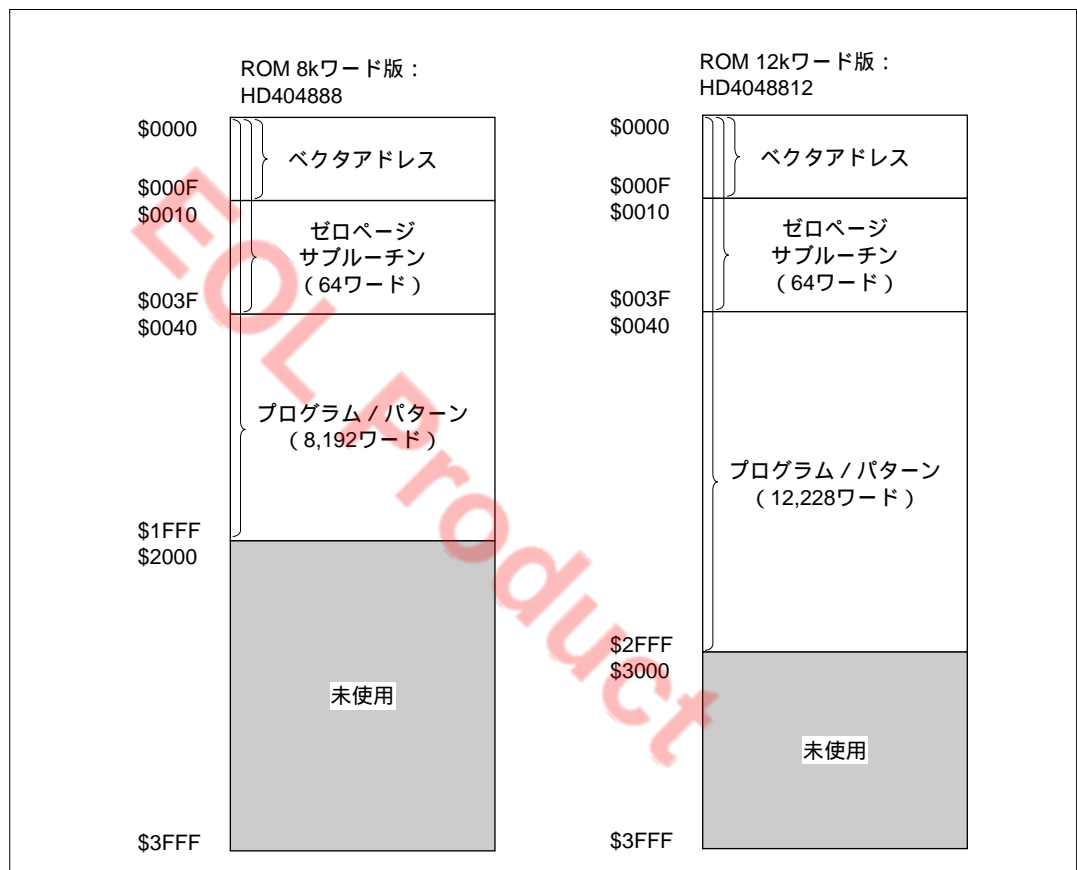 ROM 8kワード版：
HD404888
$0000
ベクタアドレス
$000F
$0010
ゼロページ
サブルーチン
（64ワード）
$003F
$0040
プログラム / パターン
（8,192ワード）
$1FFF
$2000
未使用
$3FFF
ROM 12kワード版：
HD4048812
$0000
ベクタアドレス
$000F
$0010
ゼロページ
サブルーチン
（64ワード）
$003F
$0040
プログラム / パターン
（12,228ワード）
$2FFF
$3000
未使用
$3FFF
EOL Product